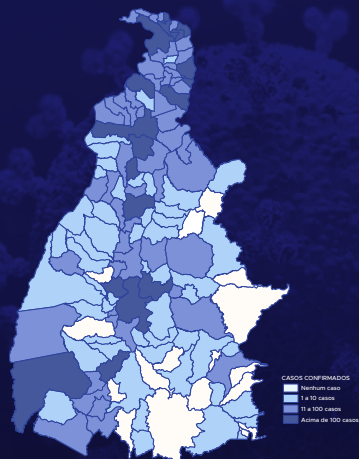 CASOS CONFIRMADOS
Nenhum caso
1 a 10 casos
11 a 100 casos
Acima de 100 casos